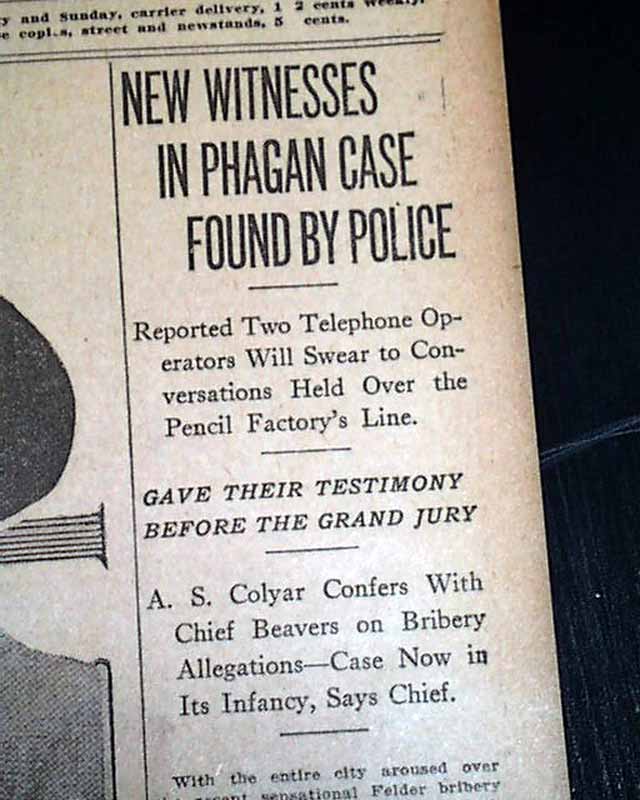 y and Sunday, carrier delivery, 1 2 cents weekly,
e copies, street and newstands, 5 cents.
NEW WITNESSES
IN PHAGAN CASE
FOUND BY POLICE
Reported Two Telephone Op-
erators Will Swear to Con-
versations Held Over the
Pencil Factory's Line.
GAVE THEIR TESTIMONY
BEFORE THE GRAND JURY
A. S. Colyar Confers With
Chief Beavers on Bribery
Allegations—Case Now in
Its Infancy, Says Chief.
With the entire city aroused over
recent sensational Felder bribery